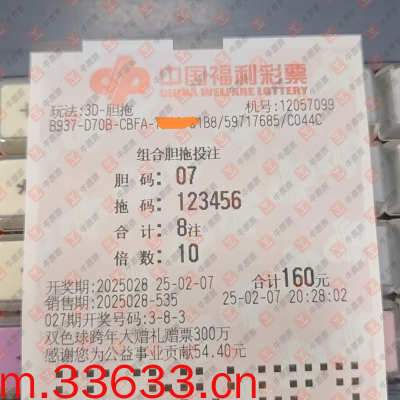 中国福利彩票
CHINA WELFARE LOTTERY
玩法:3D-胆拖 机号:12057099
B937-D70B-CBFA- 1B8/59717685/C044C
组合胆拖投注
胆 码: 07
拖 码: 123456
合 计: 8注
倍 数: 10
开奖期:2025028 25-02-07 合计160元
销售期:2025028-535 25-02-07 20:28:02
027期开奖号码:3-8-3
双色球跨年大赠礼赠票300万
感谢您为公益事业贡献54.40元
m.33633.cn